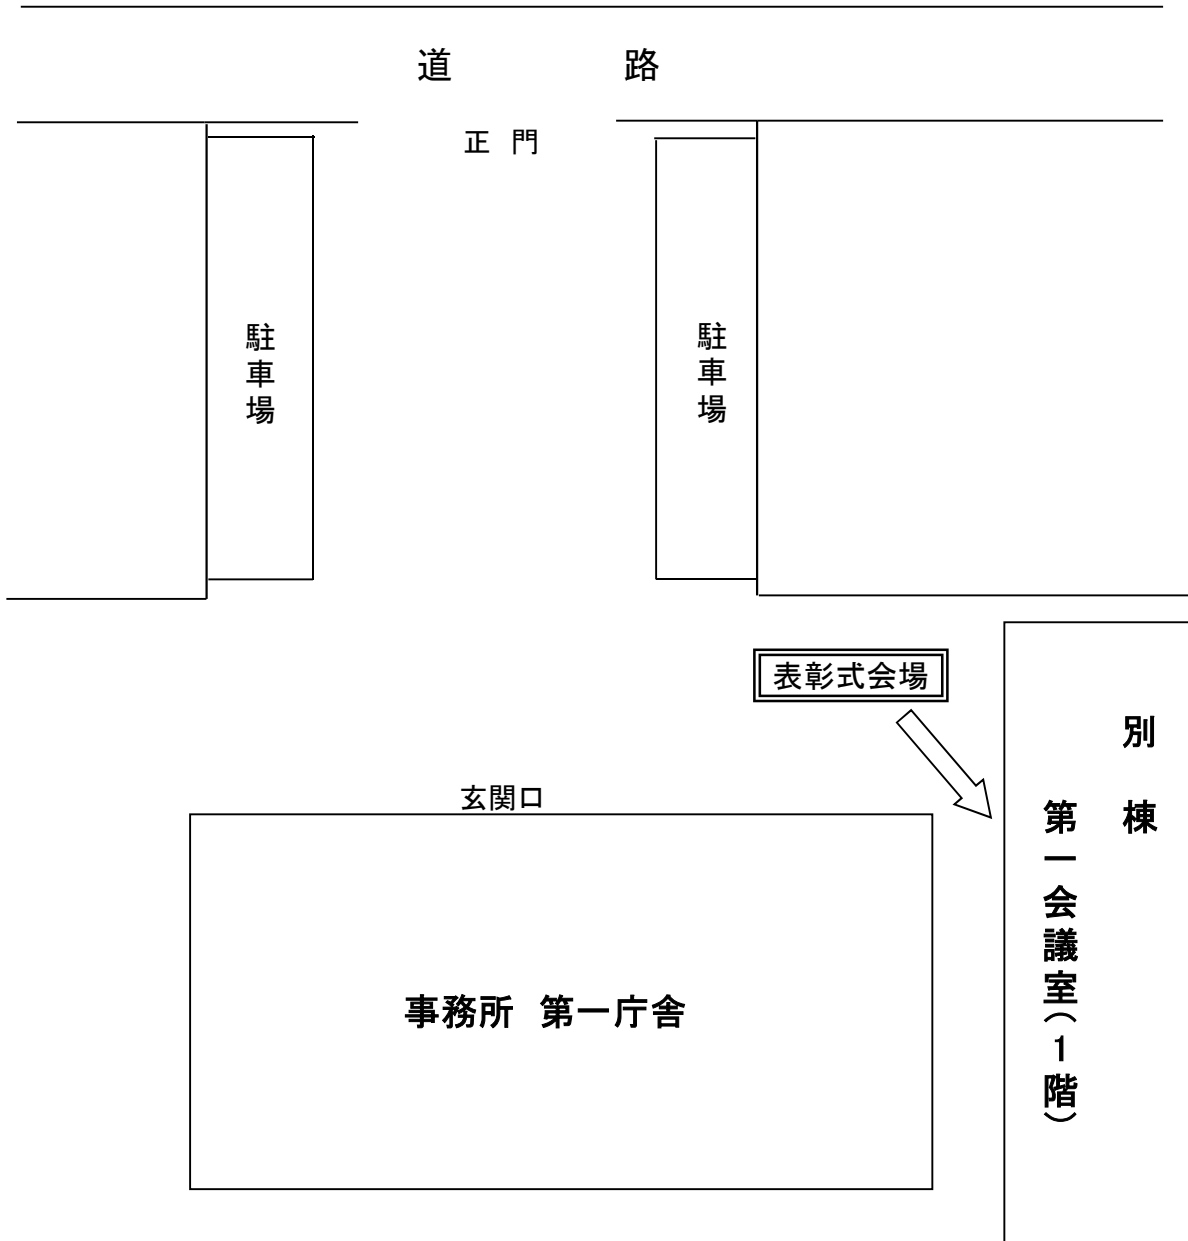 道　路
正 門
駐車場
駐車場
表彰式会場
別 棟
第一会議室（１階）
玄関口
事務所 第一庁舎